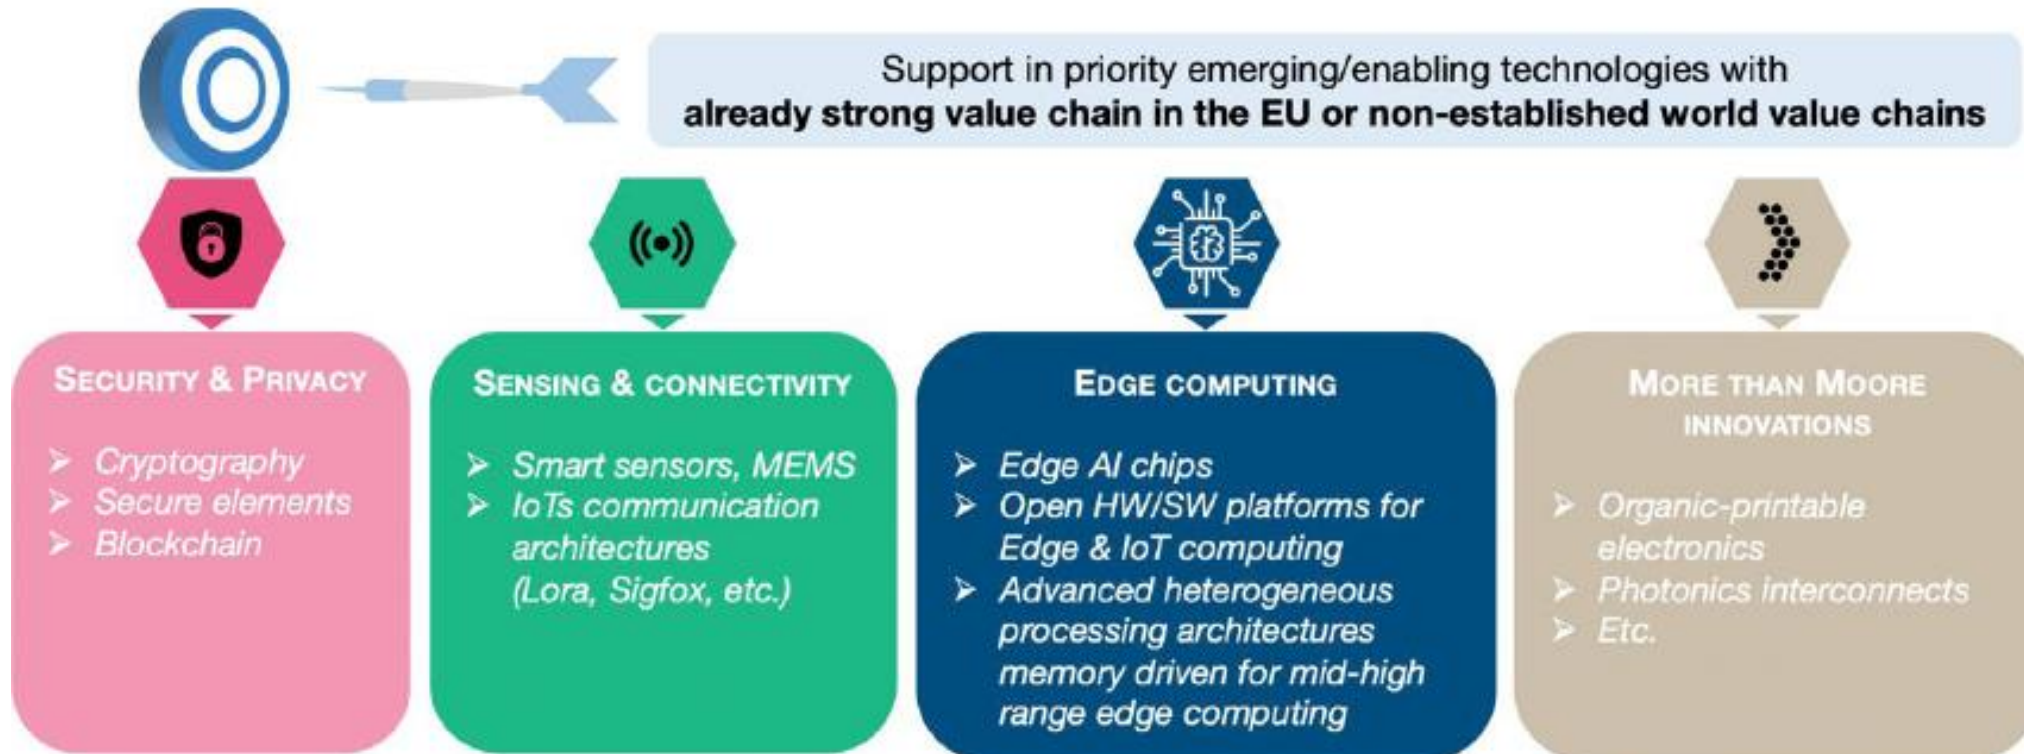 Support in priority emerging/enabling technologies with
already strong value chain in the EU or non-established world value chains
SECURITY & PRIVACY
➢ Cryptography
➢ Secure elements
➢ Blockchain
SENSING & CONNECTIVITY
➢ Smart sensors, MEMS
➢ IoTs communication
architectures
(Lora, Sigfox, etc.)
EDGE COMPUTING
➢ Edge AI chips
➢ Open HW/SW platforms for
Edge & IoT computing
➢ Advanced heterogeneous
processing architectures
memory driven for mid-high
range edge computing
MORE THAN MOORE
INNOVATIONS
➢ Organic-printable
electronics
➢ Photonics interconnects
➢ Etc.